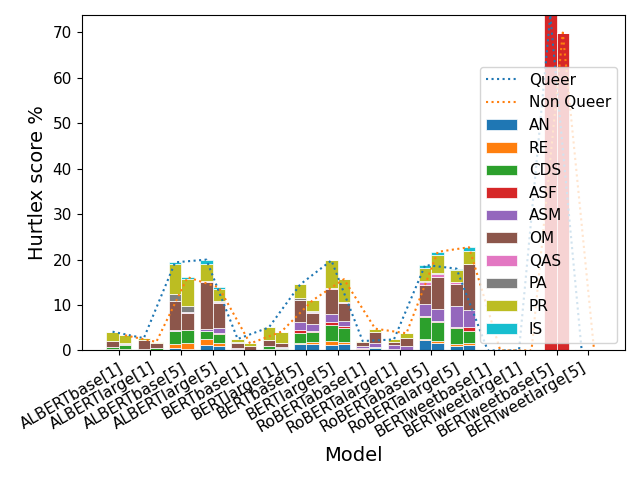 70
60
50
40
30
20
10
0
Hurtlex score %
Queer
Non Queer
AN
RE
CDS
ASF
ASM
OM
QAS
PA
PR
IS
ALBERTbase[1]
ALBERTlarge[1]
ALBERTbase[5]
ALBERTlarge[5]
BERTbase[1]
BERTlarge[1]
BERTbase[5]
BERTlarge[5]
RoBERTabase[1]
RoBERTalarge[1]
RoBERTabase[5]
RoBERTalarge[5]
BERTweetbase[1]
BERTweetlarge[1]
BERTweetbase[5]
BERTweetlarge[5]
Model